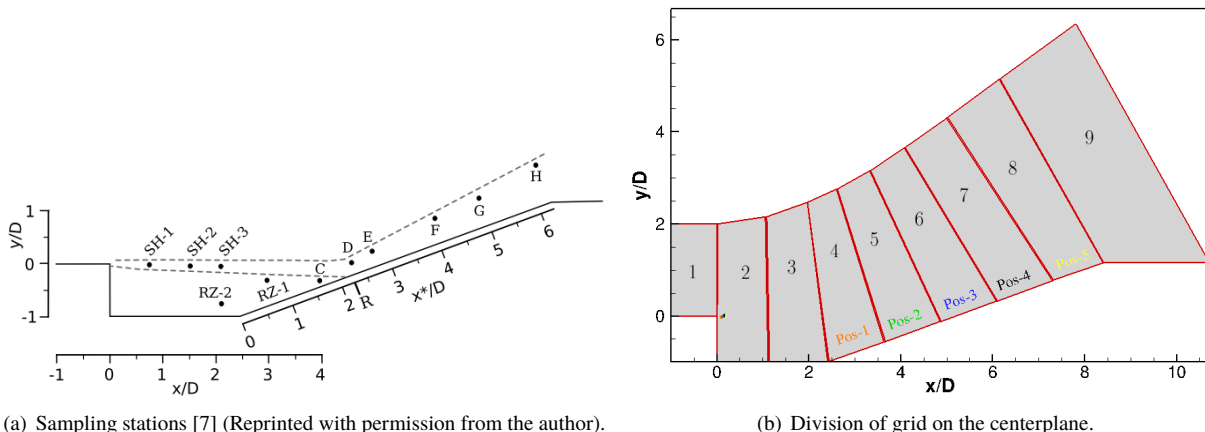 1
0
-1
y/D
SH-1
SH-2
SH-3
RZ-2
RZ-1
C
D
E
F
G
H
R
0
1
2
3
4
5
6
x*/D
-1
0
1
2
3
4
x/D
(a) Sampling stations [7] (Reprinted with permission from the author).
6
4
2
0
y/D
1
2
3
4
5
6
7
8
9
Pos-1
Pos-2
Pos-3
Pos-4
Pos-5
0
2
4
6
8
10
x/D
(b) Division of grid on the centerplane.